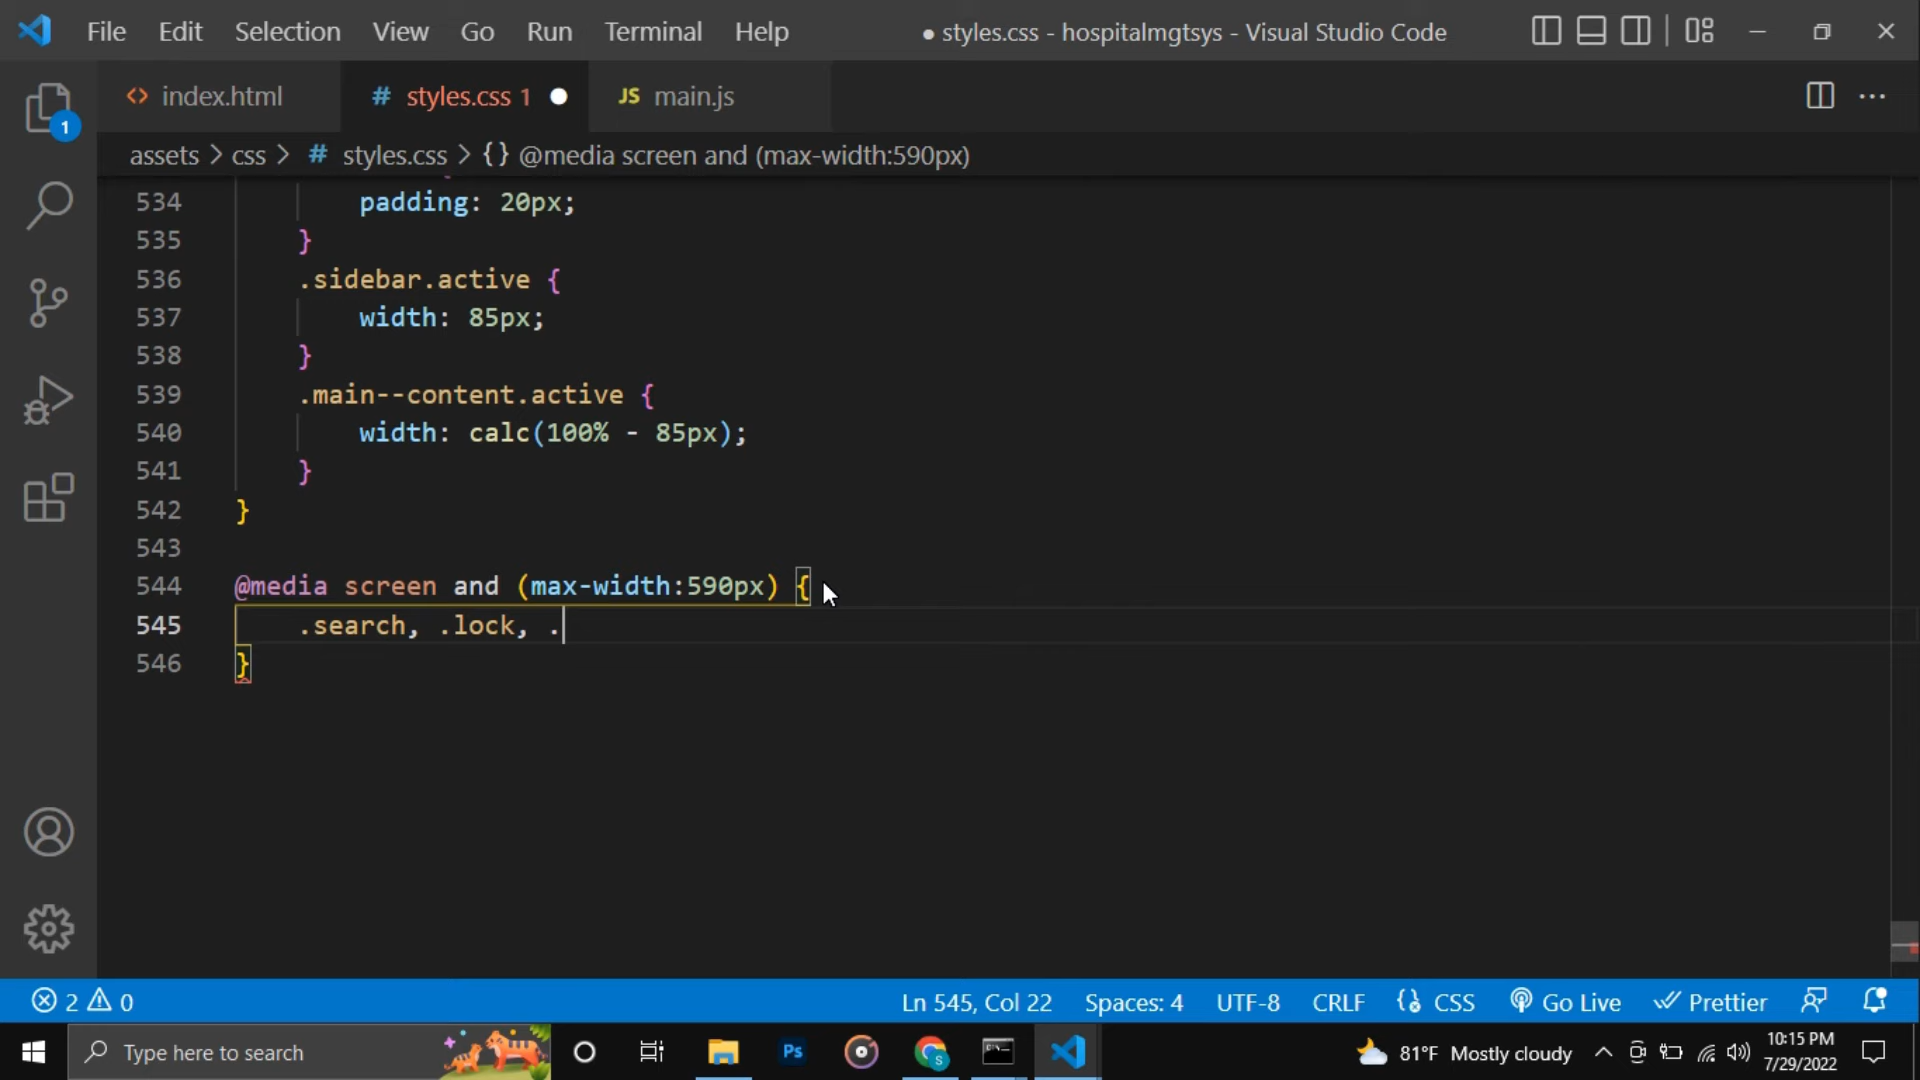 File Edit Selection View Go Run Terminal Help ● styles.css - hospitalmgtsys - Visual Studio Code
index.html # styles.css 1 ● JS main.js ...
assets > css > # styles.css > {} @media screen and (max-width:590px)
534 padding: 20px;
535 }
536 .sidebar.active {
537 width: 85px;
538 }
539 .main--content.active {
540 width: calc(100% - 85px);
541 }
542 }
543
544 @media screen and (max-width:590px) {
545 .search, .lock, .
546 }
1
2 0 Ln 545, Col 22 Spaces: 4 UTF-8 CRLF CSS Go Live Prettier
Type here to search Ps 81°F Mostly cloudy 10:15 PM
7/29/2022